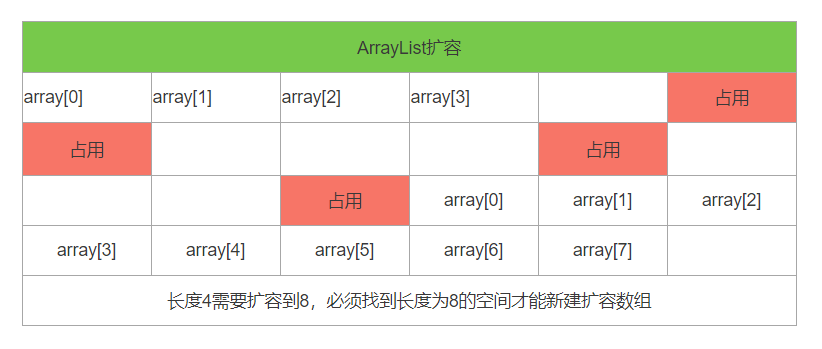 ArrayList扩容
array[0] array[1] array[2] array[3] 占用
占用 占用
占用 array[0] array[1] array[2]
array[3] array[4] array[5] array[6] array[7]
长度4需要扩容到8，必须找到长度为8的空间才能新建扩容数组